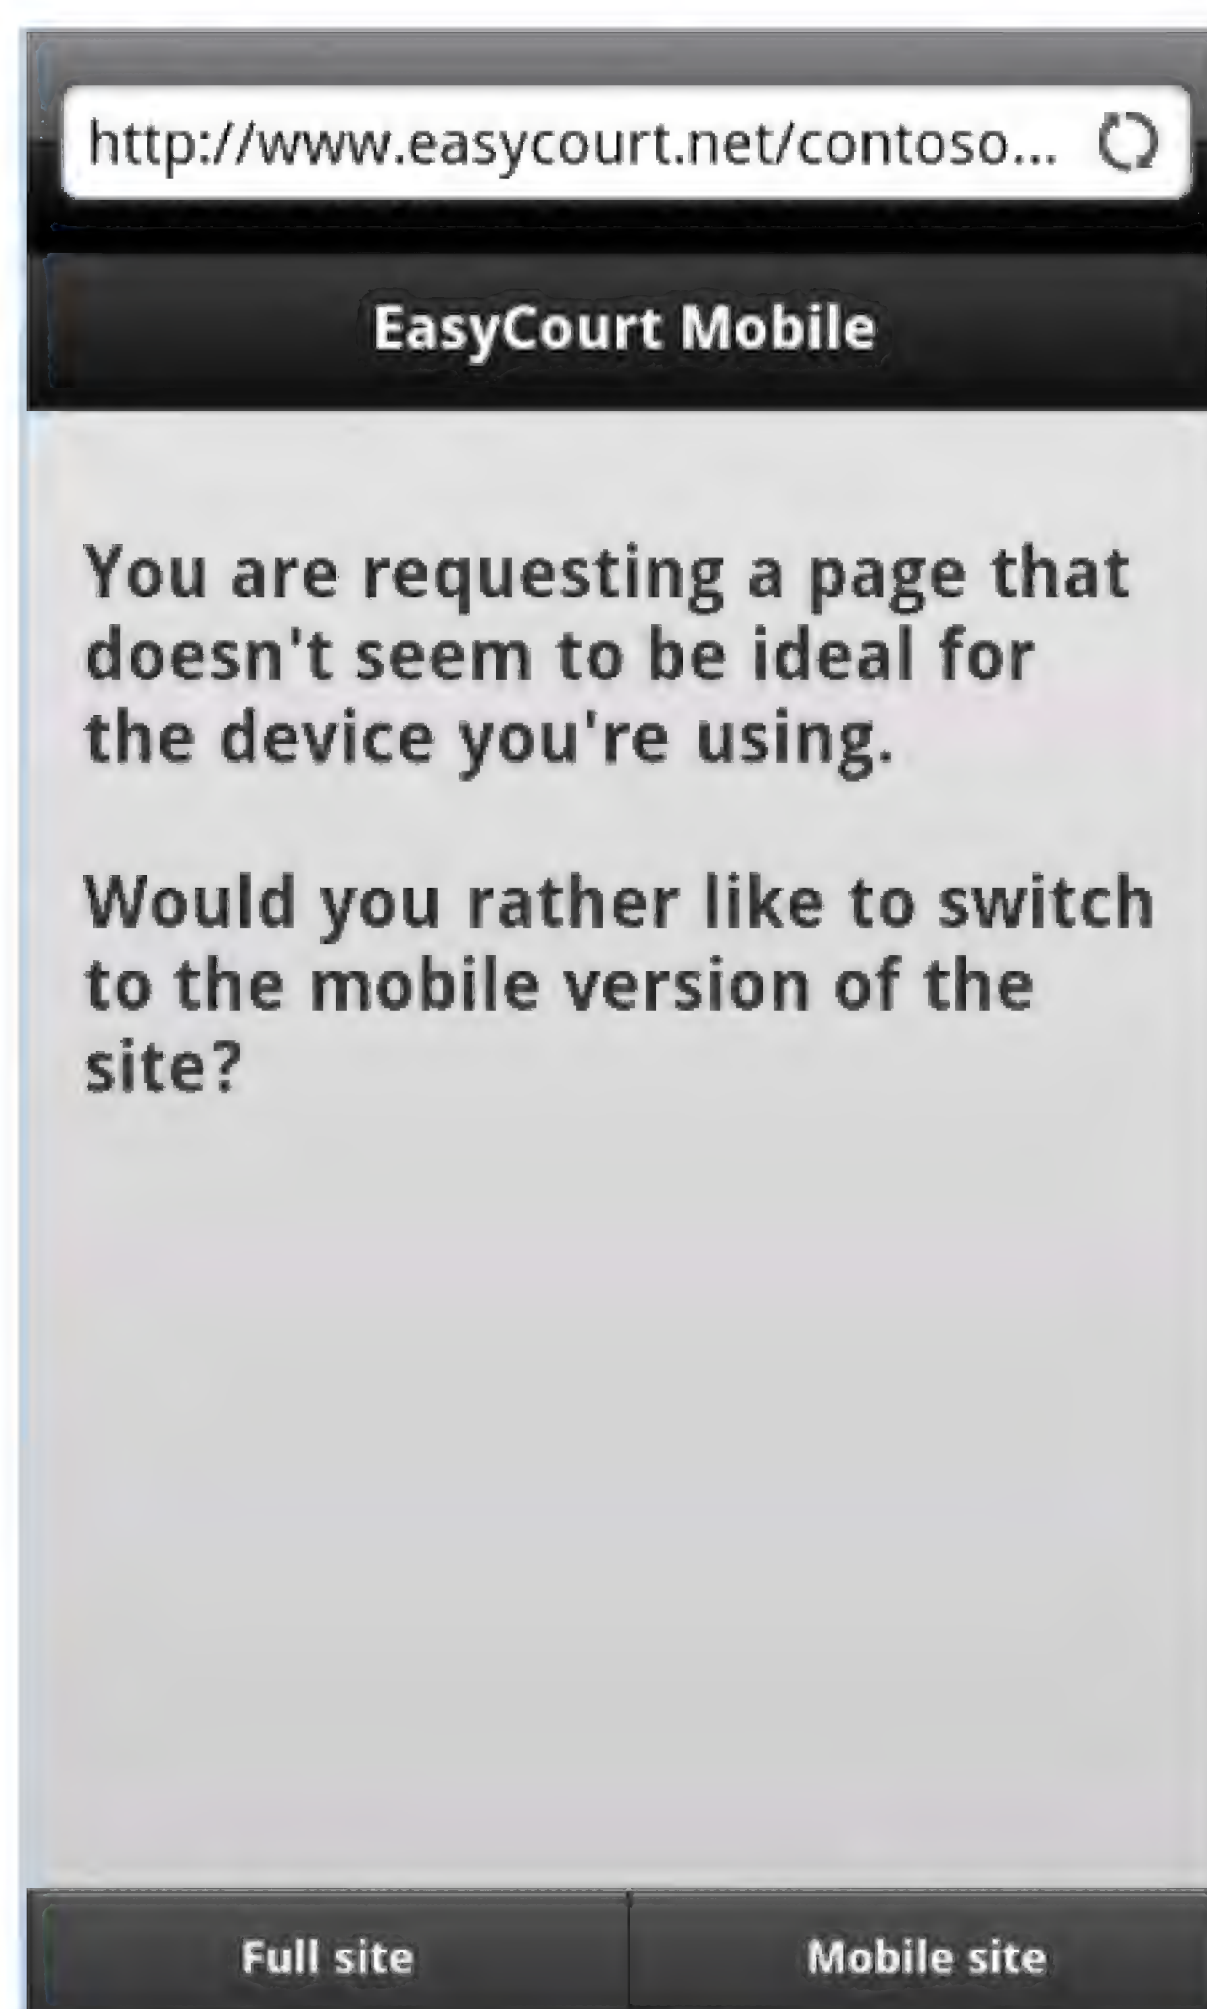 http://www.easycourt.net/contoso...
EasyCourt Mobile
You are requesting a page that
doesn't seem to be ideal for
the device you're using.
Would you rather like to switch
to the mobile version of the
site?
Full site
Mobile site